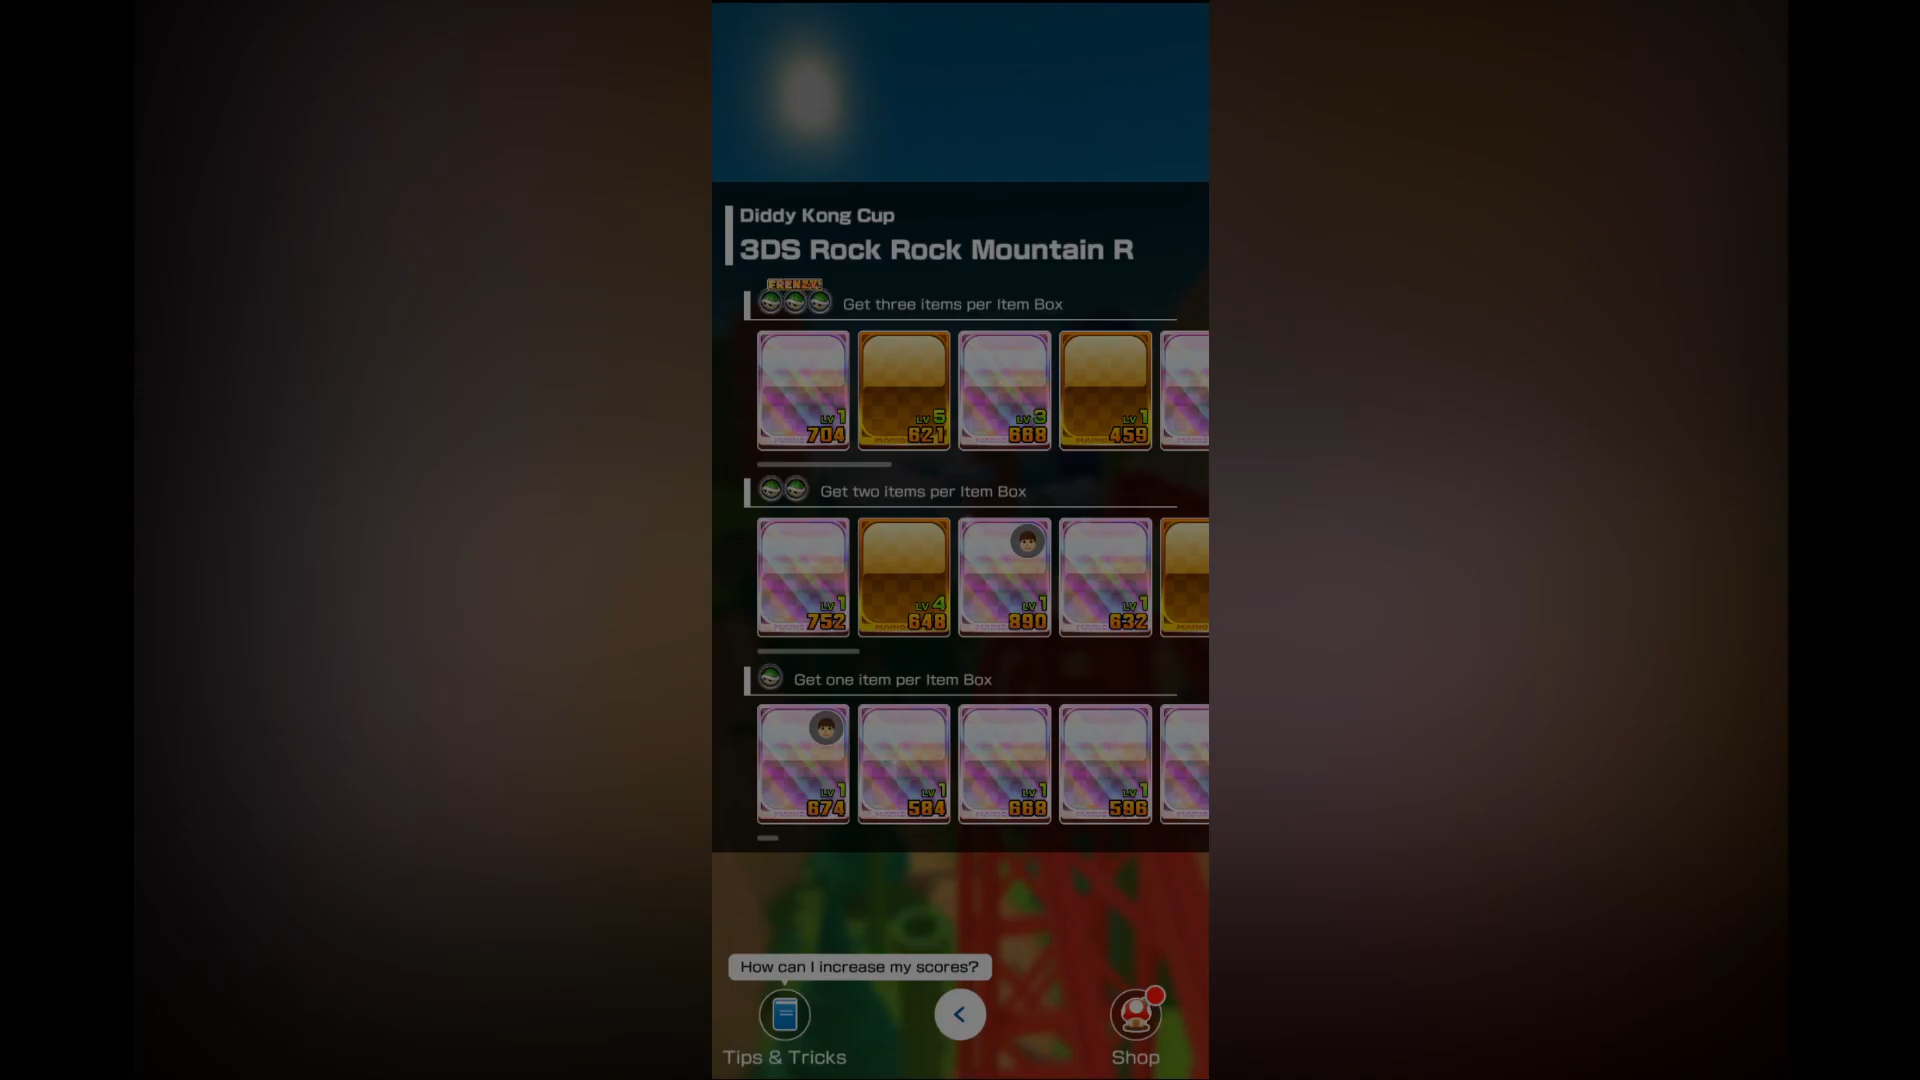 Diddy Kong Cup
3DS Rock Rock Mountain R
FRENZY!
Get three items per Item Box
LV 1
704
LV 5
621
LV 3
668
LV 1
459
Get two items per Item Box
LV 1
752
LV 4
648
LV 1
890
LV 1
632
Get one item per Item Box
LV 1
674
LV 1
584
LV 1
668
LV 1
596
How can I increase my scores?
Tips & Tricks
Shop